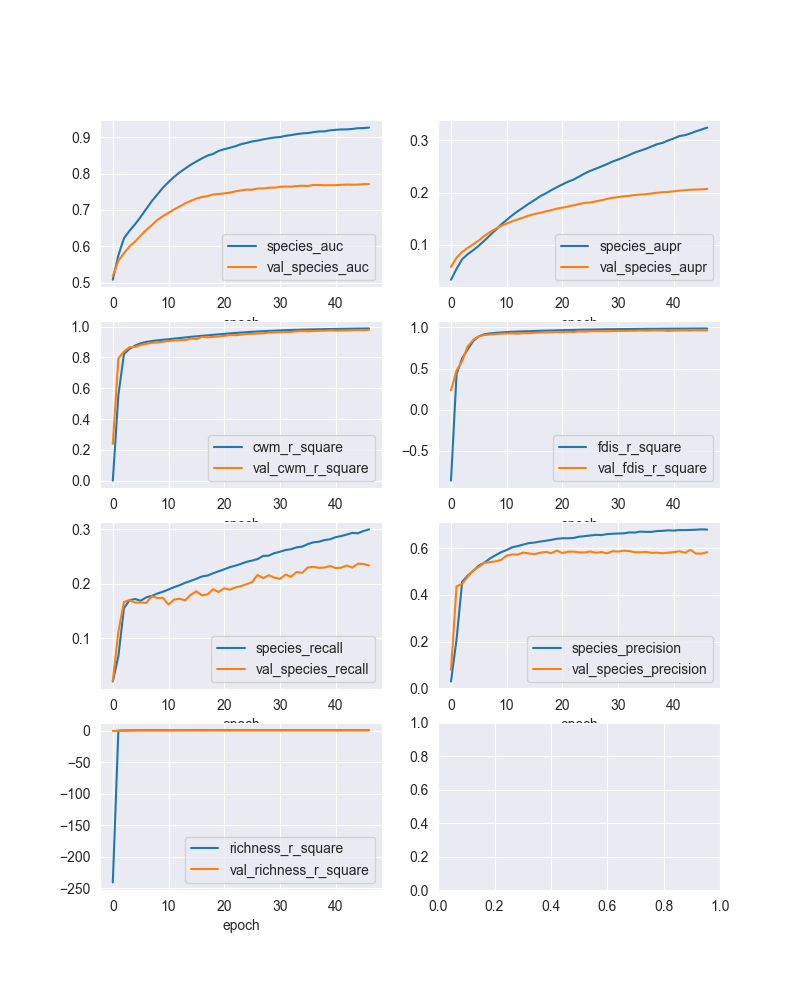 0.9
0.8
0.7
0.6
0.5
species_auc
val_species_auc
0 10 20 30 40
epoch
0.3
0.2
0.1
species_aupr
val_species_aupr
0 10 20 30 40
1.0
0.8
0.6
0.4
0.2
0.0
cwm_r_square
val_cwm_r_square
0 10 20 30 40
epoch
1.0
0.5
0.0
−0.5
fdis_r_square
val_fdis_r_square
0 10 20 30 40
epoch
0.3
0.2
0.1
species_recall
val_species_recall
0 10 20 30 40
epoch
0.6
0.4
0.2
0.0
species_precision
val_species_precision
0 10 20 30 40
epoch
0
−50
−100
−150
−200
−250
richness_r_square
val_richness_r_square
0 10 20 30 40
epoch
1.0
0.8
0.6
0.4
0.2
0.0
0.0 0.2 0.4 0.6 0.8 1.0